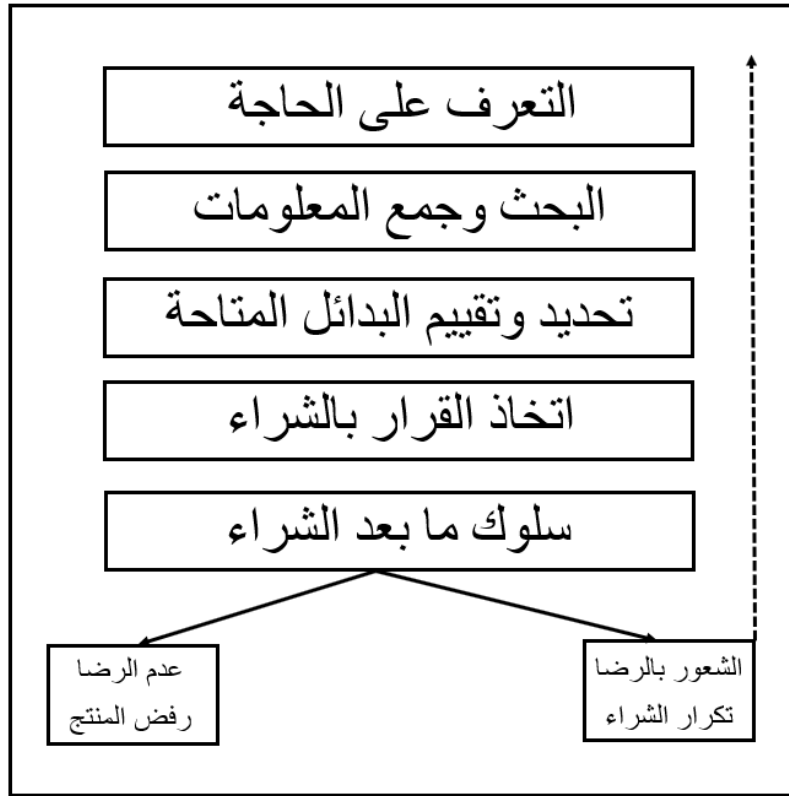 التعرف على الحاجة
البحث وجمع المعلومات
تحديد وتقييم البدائل المتاحة
اتخاذ القرار بالشراء
سلوك ما بعد الشراء
الشعور بالرضا
تكرار الشراء
عدم الرضا
رفض المنتج